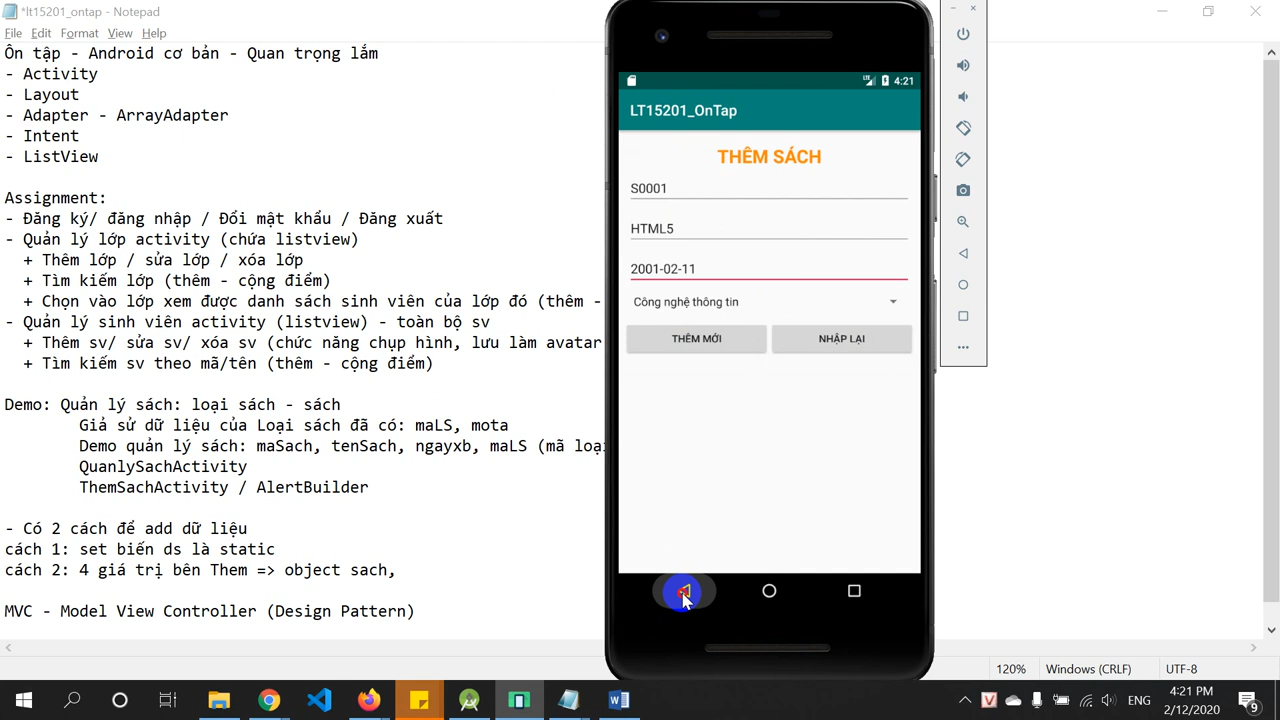 *lt15201_ontap - Notepad
File Edit Format View Help
Ôn tập - Android cơ bản - Quan trọng lắm
- Activity
- Layout
- Adapter - ArrayAdapter
- Intent
- ListView
Assignment:
- Đăng ký/ đăng nhập / Đổi mật khẩu / Đăng xuất
- Quản lý lớp activity (chứa listview)
+ Thêm lớp / sửa lớp / xóa lớp
+ Tìm kiếm lớp (thêm - cộng điểm)
+ Chọn vào lớp xem được danh sách sinh viên của lớp đó (thêm -
- Quản lý sinh viên activity (listview) - toàn bộ sv
+ Thêm sv/ sửa sv/ xóa sv (chức năng chụp hình, lưu làm avatar
+ Tìm kiếm sv theo mã/tên (thêm - cộng điểm)
Demo: Quản lý sách: loại sách - sách
Giả sử dữ liệu của Loại sách đã có: maLS, mota
Demo quản lý sách: maSach, tenSach, ngayxb, maLS (mã loạ
QuanlySachActivity
ThemSachActivity / AlertBuilder
- Có 2 cách để add dữ liệu
cách 1: set biến ds là static
cách 2: 4 giá trị bên Them => object sach,
MVC - Model View Controller (Design Pattern)
LTE 4:21
LT15201_OnTap
THÊM SÁCH
S0001
HTML5
2001-02-11
Công nghệ thông tin
THÊM MỚI NHẬP LẠI
120% Windows (CRLF) UTF-8
ENG
4:21 PM
2/12/2020
9